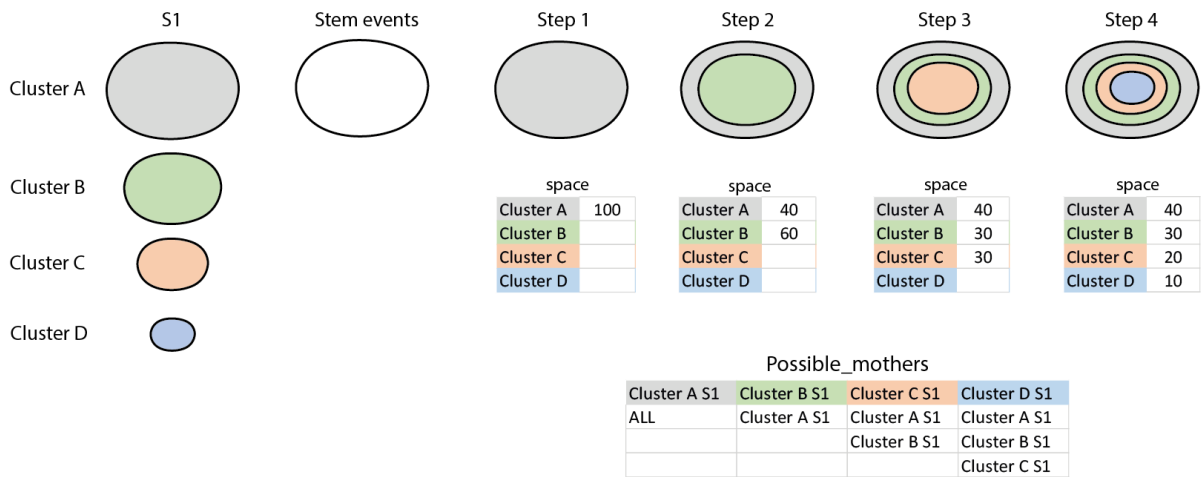 S1 Stem events Step 1 Step 2 Step 3 Step 4
Cluster A
Cluster B
Cluster C
Cluster D
space space space space
Cluster A 100 Cluster A 40 Cluster A 40 Cluster A 40
Cluster B Cluster B 60 Cluster B 30 Cluster B 30
Cluster C Cluster C Cluster C 30 Cluster C 20
Cluster D Cluster D Cluster D Cluster D 10
Possible_mothers
Cluster A S1 Cluster B S1 Cluster C S1 Cluster D S1
ALL Cluster A S1 Cluster A S1 Cluster A S1
Cluster B S1 Cluster B S1
Cluster C S1